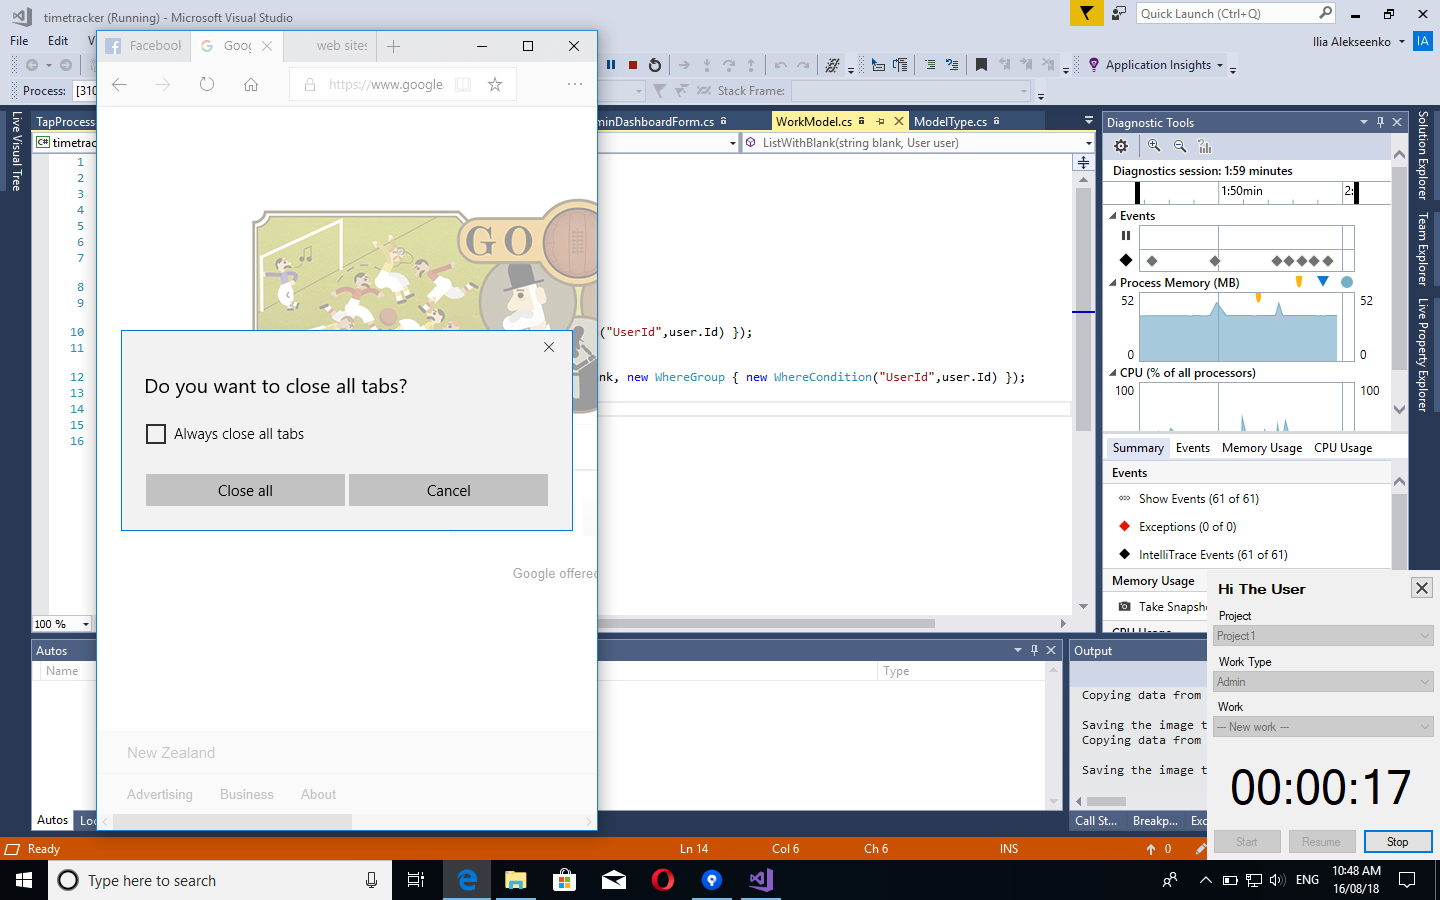 timetracker (Running) - Microsoft Visual Studio
Quick Launch (Ctrl+Q)
File Edit
Ilia Alekseenko
IA
Application Insights
Process: [310
Stack Frame:
Facebook
Goog
web sites
https://www.google.
Live Visual Tree
TapProcess
minDashboardForm.cs
WorkModel.cs
ModelType.cs
C# timetrac
ListWithBlank(string blank, User user)
1
2
3
4
5
6
7
8
9
10
("UserId",user.Id) });
11
12
nk, new WhereGroup { new WhereCondition("UserId",user.Id) });
13
14
15
16
GO
Do you want to close all tabs?
Always close all tabs
Close all
Cancel
Google offered
New Zealand
Advertising
Business
About
100 %
Autos
Name
Type
Autos
Loc
Diagnostic Tools
Diagnostics session: 1:59 minutes
1:50min
2:
Events
Process Memory (MB)
52
52
0
0
CPU (% of all processors)
100
100
Summary Events Memory Usage CPU Usage
Events
Show Events (61 of 61)
Exceptions (0 of 0)
IntelliTrace Events (61 of 61)
Memory Usage
Take Snapsh
CPU Usage
Solution Explorer
Team Explorer
Live Property Explorer
Output
Copying data from
Saving the image t
Copying data from
Saving the image t
Call St...
Breakp...
Exc
Hi The User
Project
Project1
Work Type
Admin
Work
--- New work ---
00:00:17
Start
Resume
Stop
Ready
Ln 14
Col 6
Ch 6
INS
0
Type here to search
ENG
10:48 AM
16/08/18